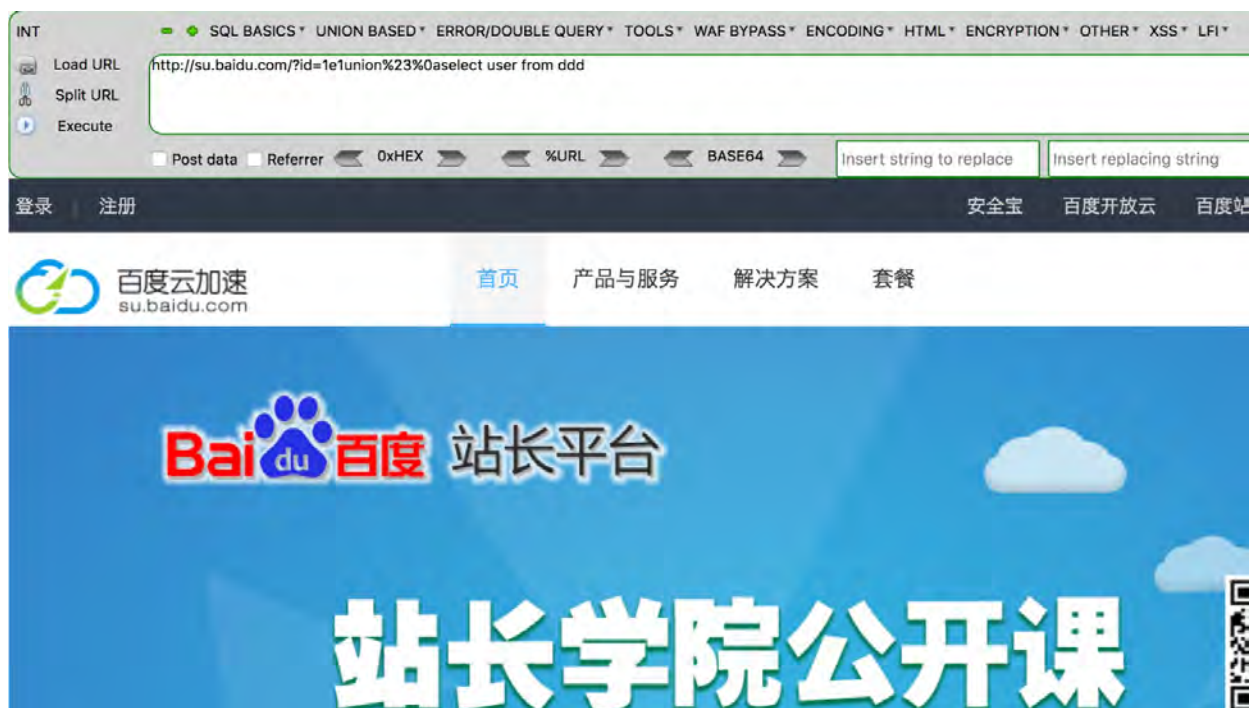 INT
SQL BASICS UNION BASED ERROR/DOUBLE QUERY TOOLS WAF BYPASS ENCODING HTML ENCRYPTION OTHER XSS LFI
Load URL
http://su.baidu.com/?id=1e1union%23%0aselect user from ddd
Split URL
Execute
Post data Referrer 0xHEX %URL BASE64 Insert string to replace Insert replacing string
登录 注册 安全宝 百度开放云 百度站
百度云加速
su.baidu.com
首页 产品与服务 解决方案 套餐
Bai du 百度 站长平台
站长学院公开课